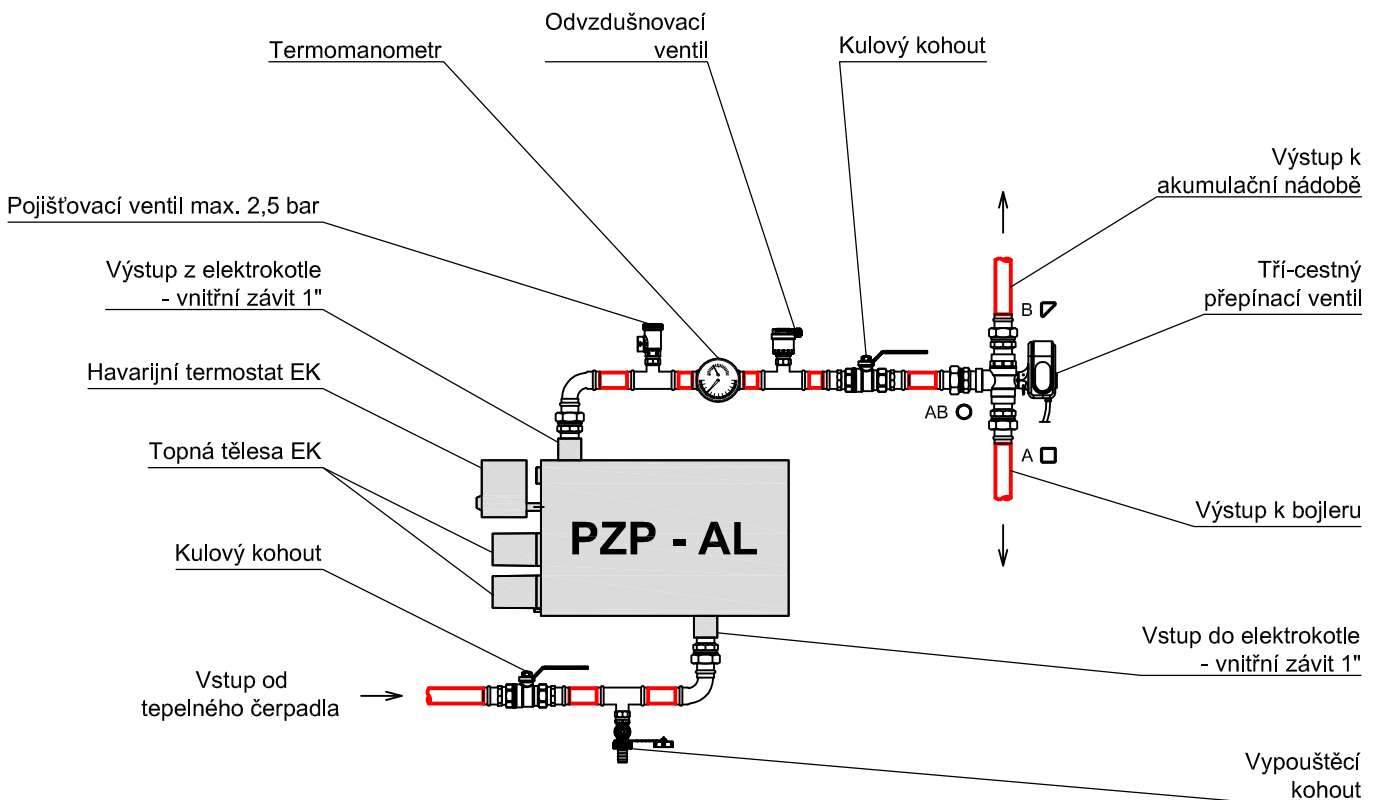 Odvzdušnovací
ventil
Termomanometr
Kulový kohout
Výstup k
akumulační nádobě
Pojišťovací ventil max. 2,5 bar
Výstup z elektrokotle
- vnitřní závit 1"
Tří-cestný
přepínací ventil
B
Havarijní termostat EK
AB
Topná tělesa EK
A
Výstup k bojleru
PZP - AL
Kulový kohout
Vstup do elektrokotle
- vnitřní závit 1"
Vstup od
tepelného čerpadla
Vypouštěcí
kohout